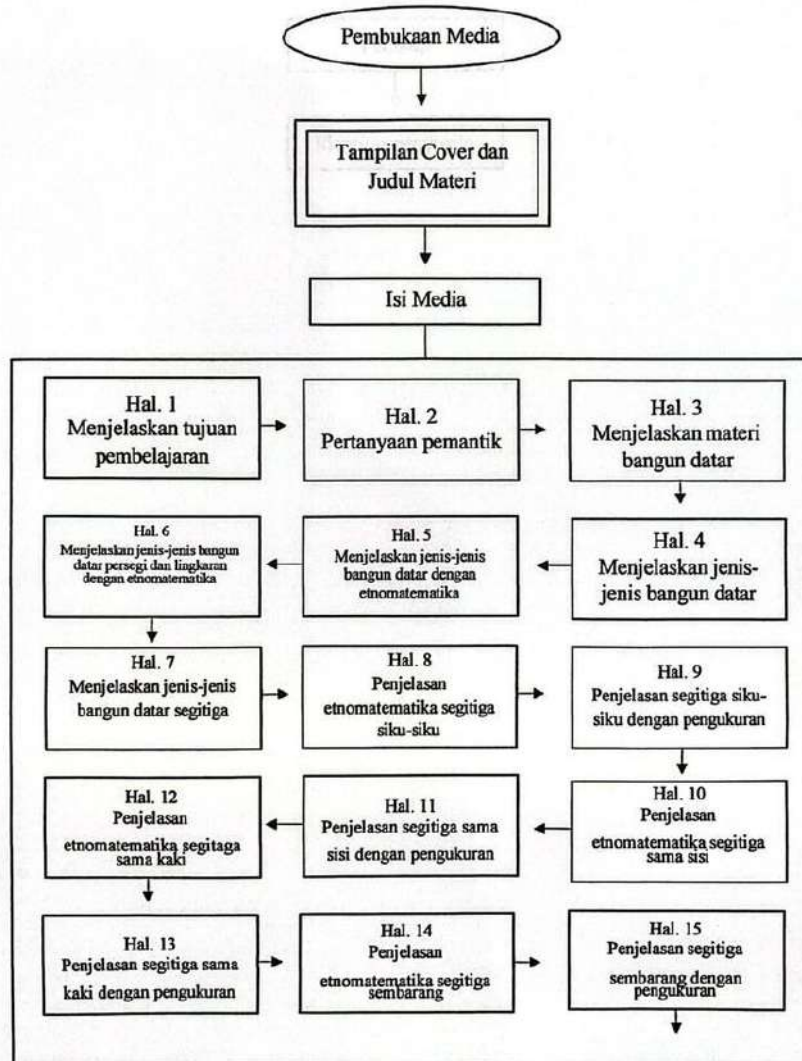 Pembukaan Media
Tampilan Cover dan
Judul Materi
Isi Media
Hal. 1
Menjelaskan tujuan
pembelajaran
Hal. 2
Pertanyaan pemantik
Hal. 3
Menjelaskan materi
bangun datar
Hal. 4
Menjelaskan jenis-
jenis bangun datar
Hal. 5
Menjelaskan jenis-jenis
bangun datar dengan
etnomatematika
Hal. 6
Menjelaskan jenis-jenis bangun
datar persegi dan lingkaran
dengan etnomatematika
Hal. 7
Menjelaskan jenis-jenis
bangun datar segitiga
Hal. 8
Penjelasan
etnomatematika segitiga
siku-siku
Hal. 9
Penjelasan segitiga siku-
siku dengan pengukuran
Hal. 10
Penjelasan
etnomatematika segitiga
sama sisi
Hal. 11
Penjelasan segitiga sama
sisi dengan pengukuran
Hal. 12
Penjelasan
etnomatematika segitaga
sama kaki
Hal. 13
Penjelasan segitiga sama
kaki dengan pengukuran
Hal. 14
Penjelasan
etnomatematika segitiga
sembarang
Hal. 15
Penjelasan segitiga
sembarang dengan
pengukuran